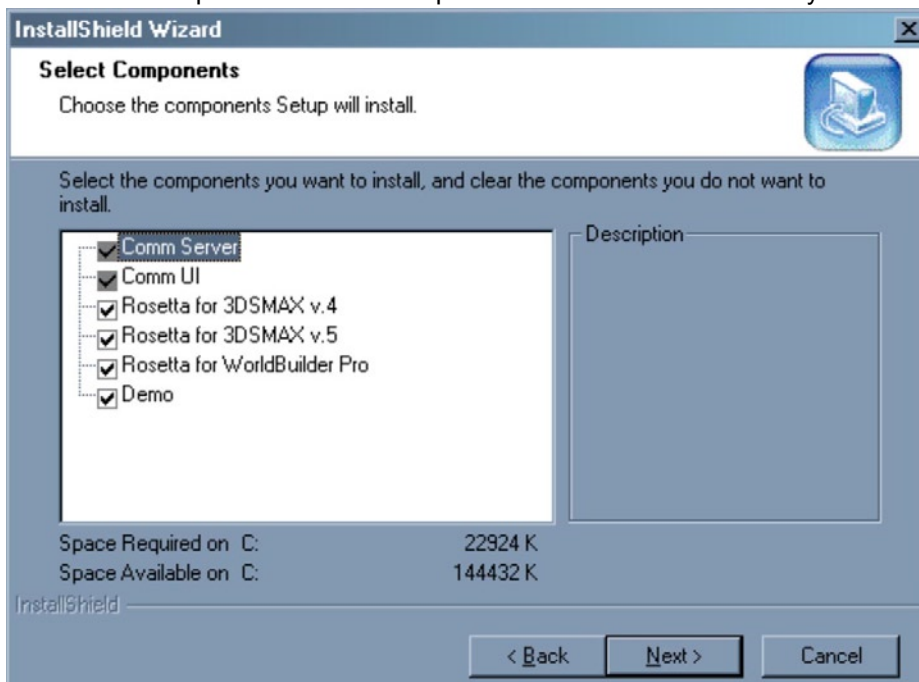 InstallShield Wizard
Select Components
Choose the components Setup will install.
Select the components you want to install, and clear the components you do not want to
install.
Comm Server
Comm UI
Rosetta for 3DSMAX v.4
Rosetta for 3DSMAX v.5
Rosetta for WorldBuilder Pro
Demo
Description
Space Required on C: 22924 K
Space Available on C: 144432 K
InstallShield
< Back Next > Cancel